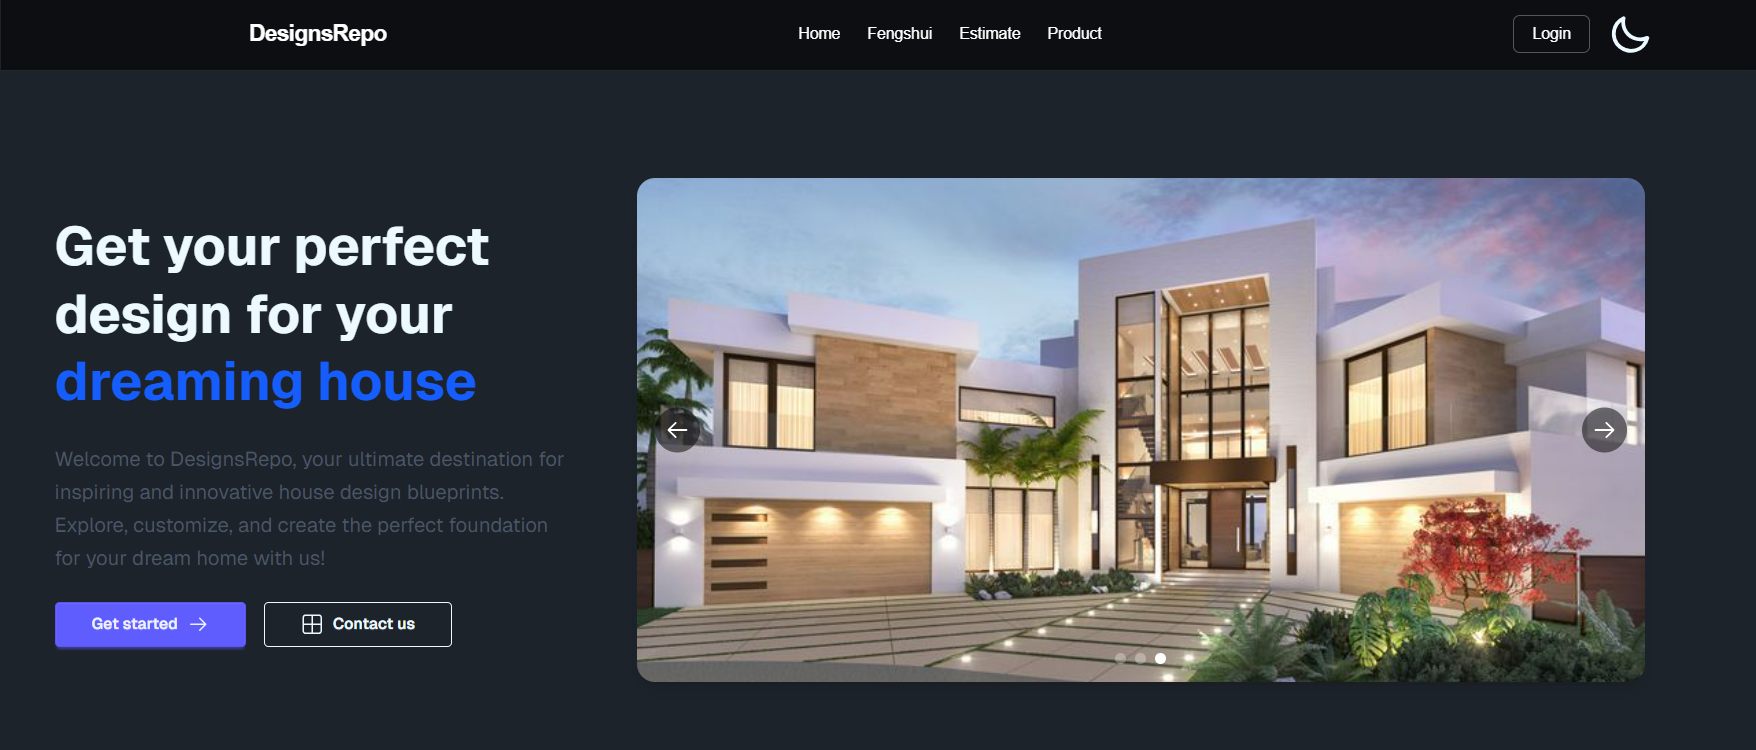 DesignsRepo
Home Fengshui Estimate Product
Login
Get your perfect
design for your
dreaming house
Welcome to DesignsRepo, your ultimate destination for
inspiring and innovative house design blueprints.
Explore, customize, and create the perfect foundation
for your dream home with us!
Get started
Contact us